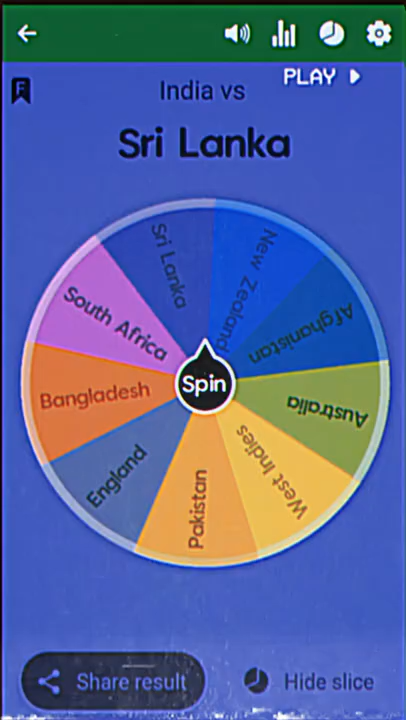 PLAY
F
India vs
Sri Lanka
Sri Lanka
New Zealand
Afghanistan
South Africa
Spin
Australia
Bangladesh
West Indies
England
Pakistan
Share result
Hide slice